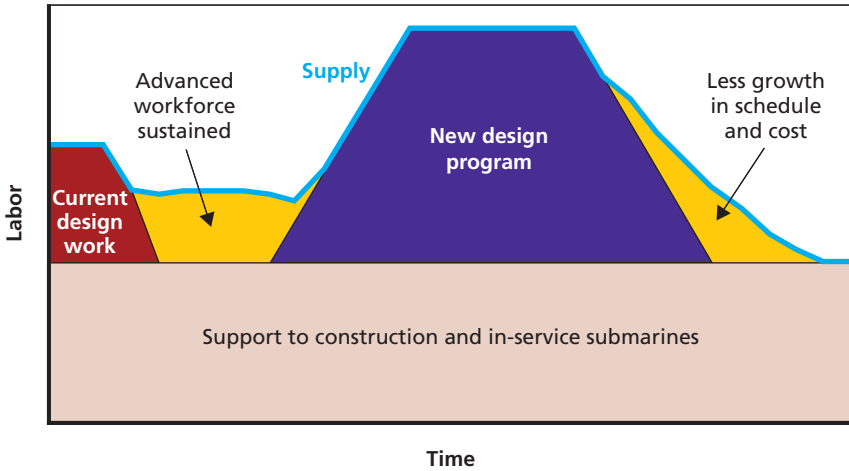 Advanced
workforce
sustained
Supply
Less growth
in schedule
and cost
New design
program
Current
design
work
Labor
Support to construction and in-service submarines
Time